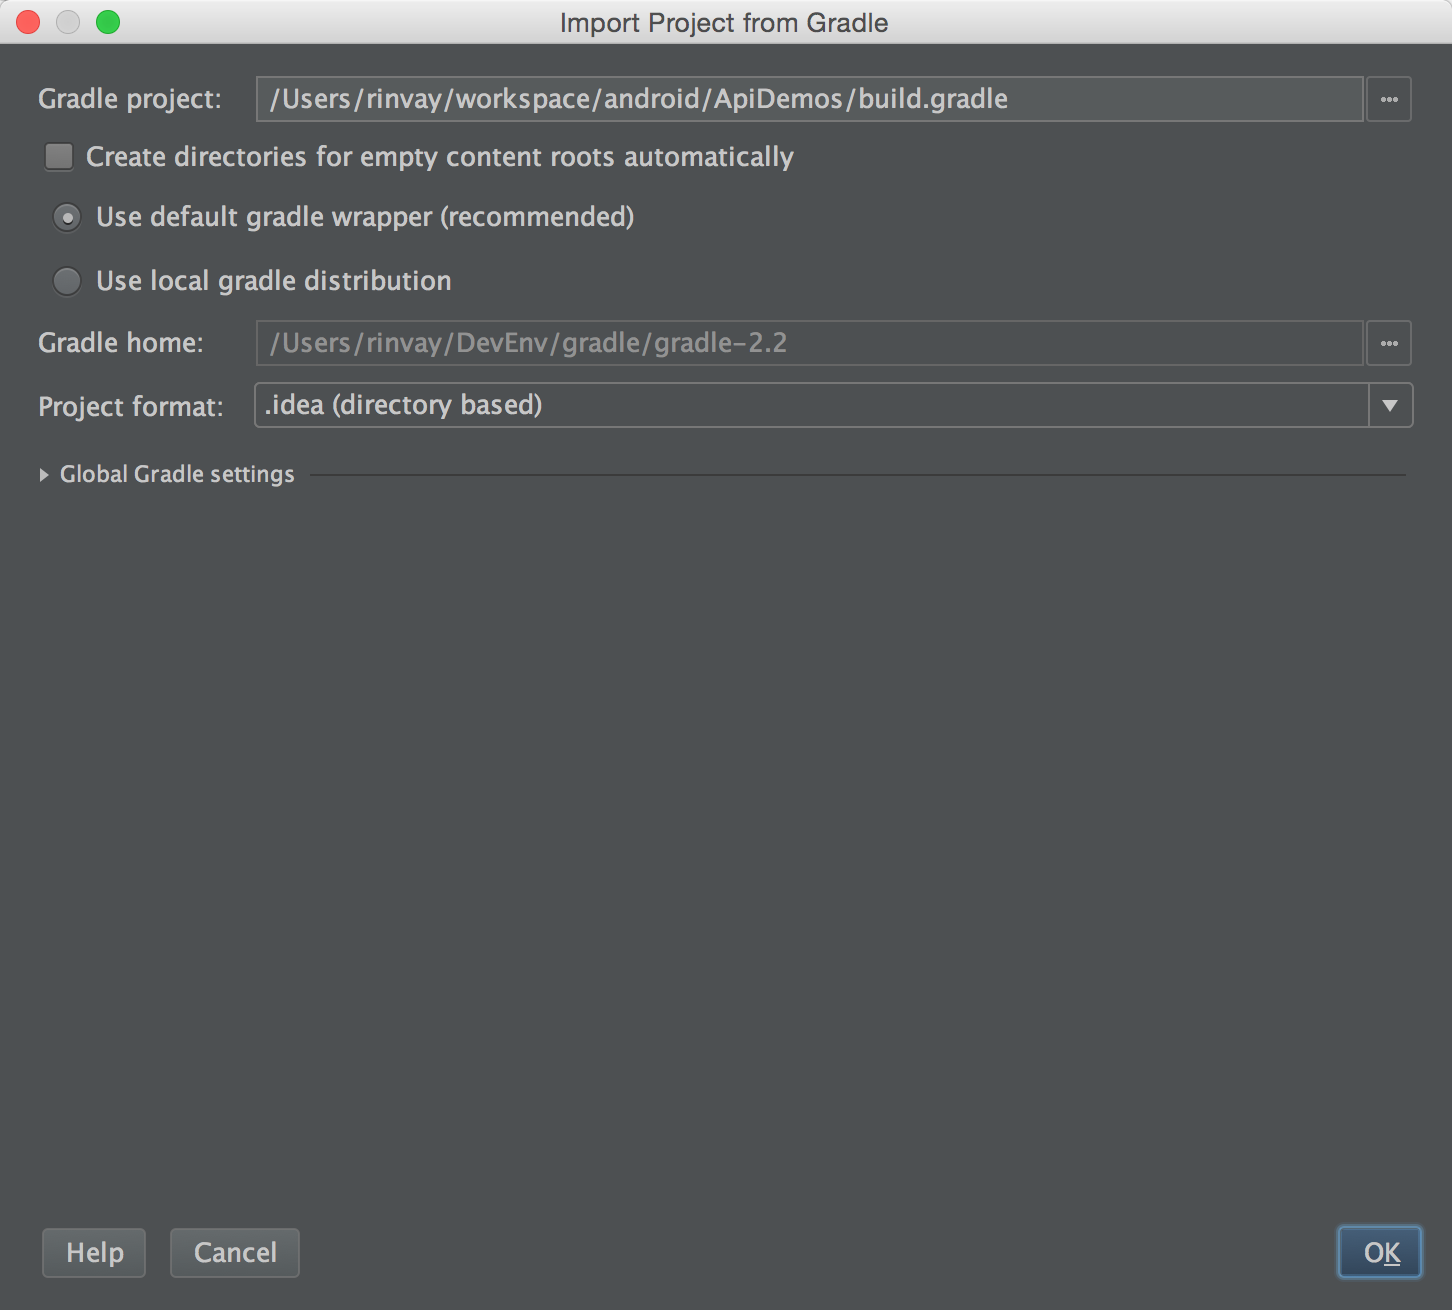 Import Project from Gradle
Gradle project: /Users/rinvay/workspace/android/ApiDemos/build.gradle ...
Create directories for empty content roots automatically
Use default gradle wrapper (recommended)
Use local gradle distribution
Gradle home: /Users/rinvay/DevEnv/gradle/gradle-2.2 ...
Project format: .idea (directory based)
Global Gradle settings
Help Cancel OK